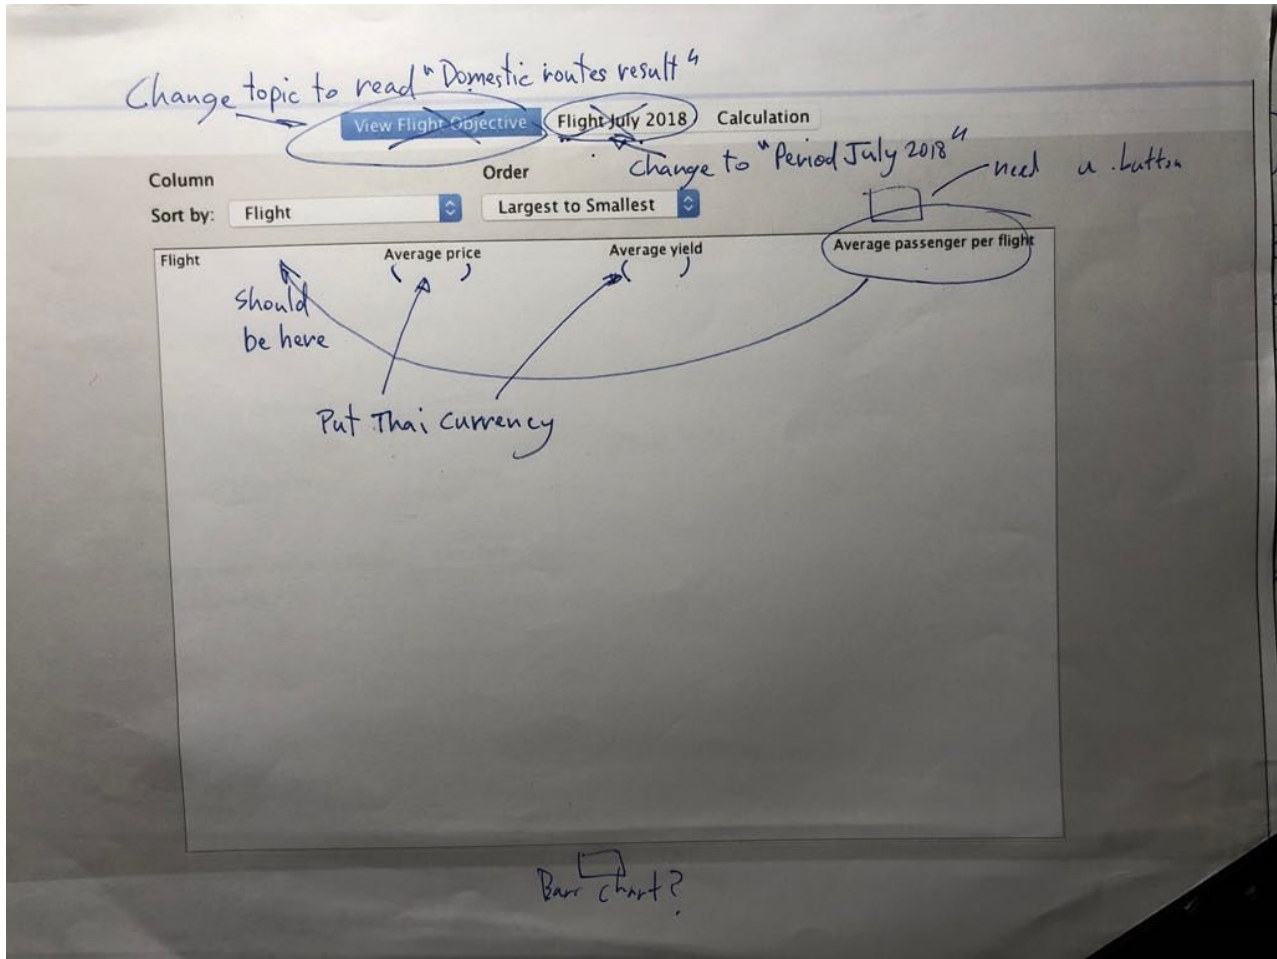 Change topic to read "Domestic routes result"
View Flight Objective Flight July 2018 Calculation
Change to "Period July 2018"
need a button
Column Order
Sort by: Flight Largest to Smallest
Flight Average price Average yield Average passenger per flight
( ) ( )
should
be here
Put Thai Currency
Barr chart?